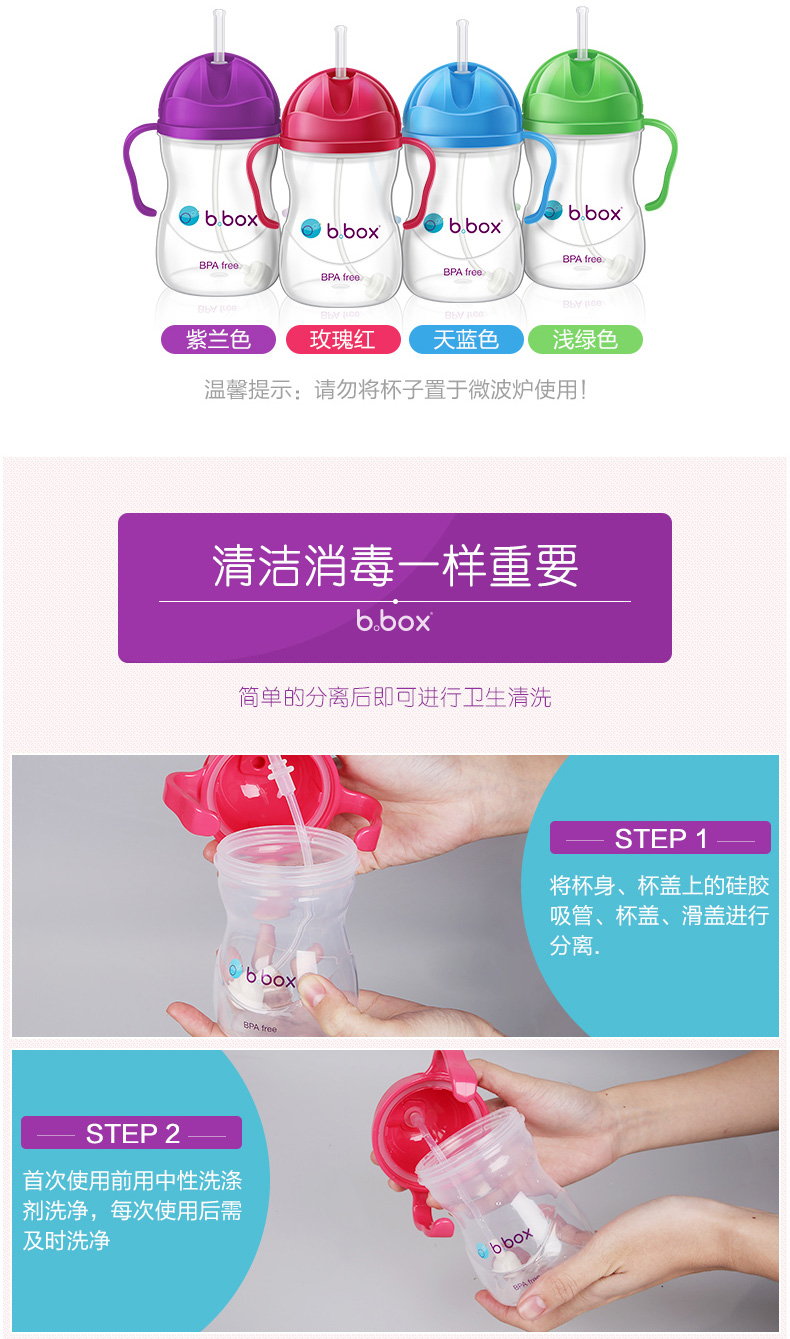 b.box
b.box
b.box
b.box
BPA free.
BPA free.
BPA free.
BPA free.
紫兰色
玫瑰红
天蓝色
浅绿色
温馨提示：请勿将杯子置于微波炉使用！
清洁消毒一样重要
b.box
简单的分离后即可进行卫生清洗
STEP 1
将杯身、杯盖上的硅胶
吸管、杯盖、滑盖进行
分离.
b.box
BPA free
STEP 2
首次使用前用中性洗涤
剂洗净，每次使用后需
及时洗净
b.box
BPA free